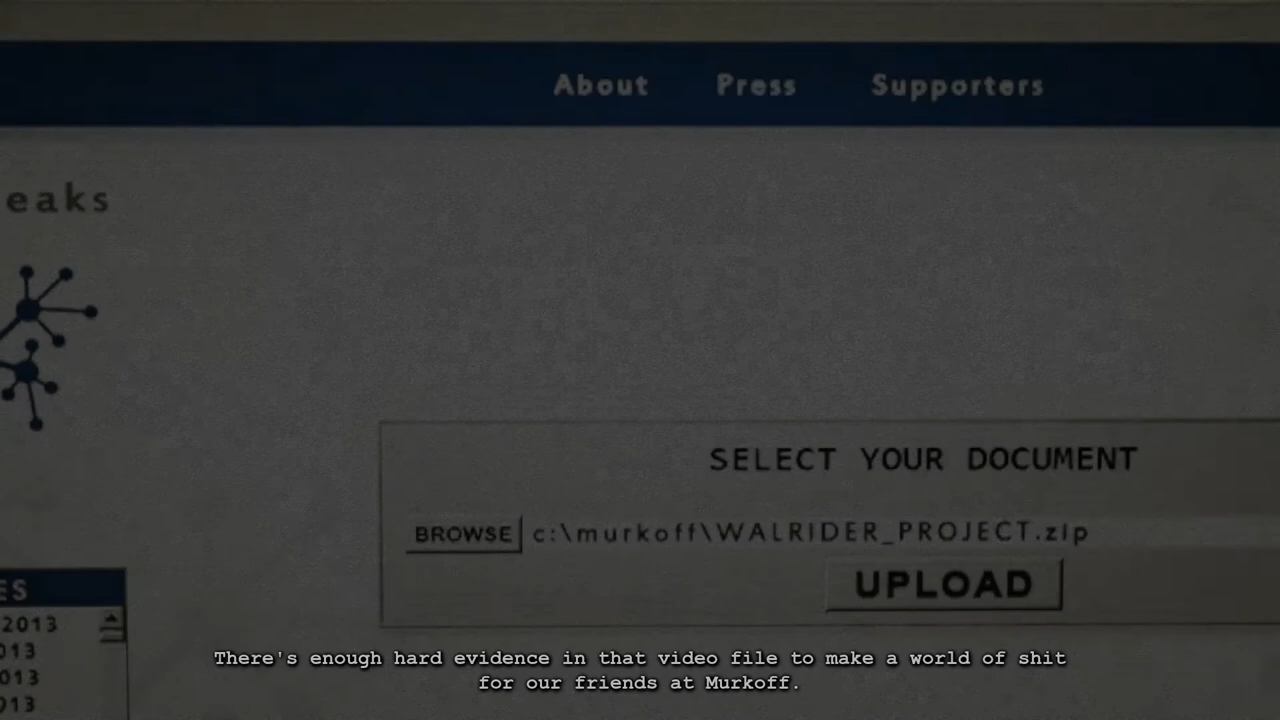 About Press Supporters
eaks
SELECT YOUR DOCUMENT
BROWSE c:\murkoff\WALRIDER_PROJECT.zip
UPLOAD
ES
2013
013
013
013
There's enough hard evidence in that video file to make a world of shit
for our friends at Murkoff.